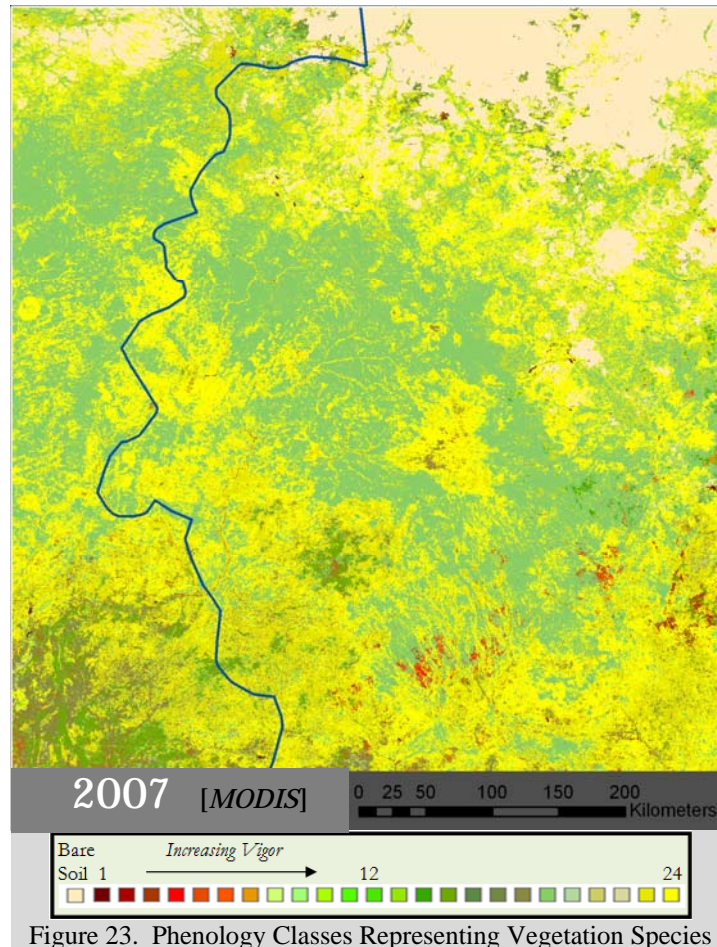 2007 [MODIS]
0 25 50 100 150 200
Kilometers
Bare Increasing Vigor
Soil 1 12 24
Figure 23. Phenology Classes Representing Vegetation Species